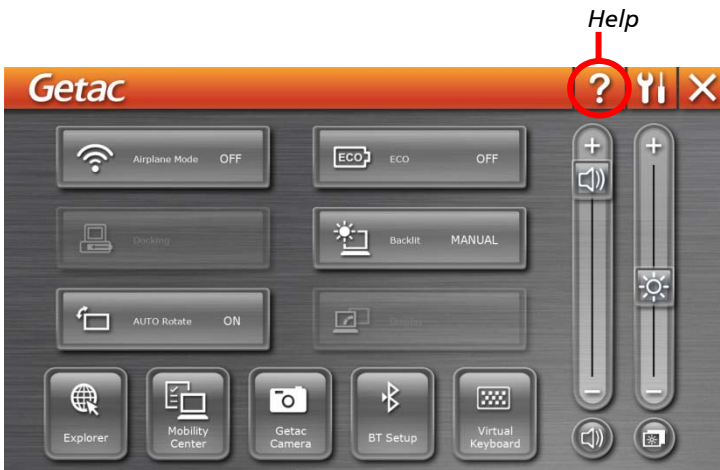 Help
Getac ?
Airplane Mode OFF
ECO ECO OFF
Docking
Backlit MANUAL
AUTO Rotate ON
Display
Explorer
Mobility
Center
Getac
Camera
BT Setup
Virtual
Keyboard